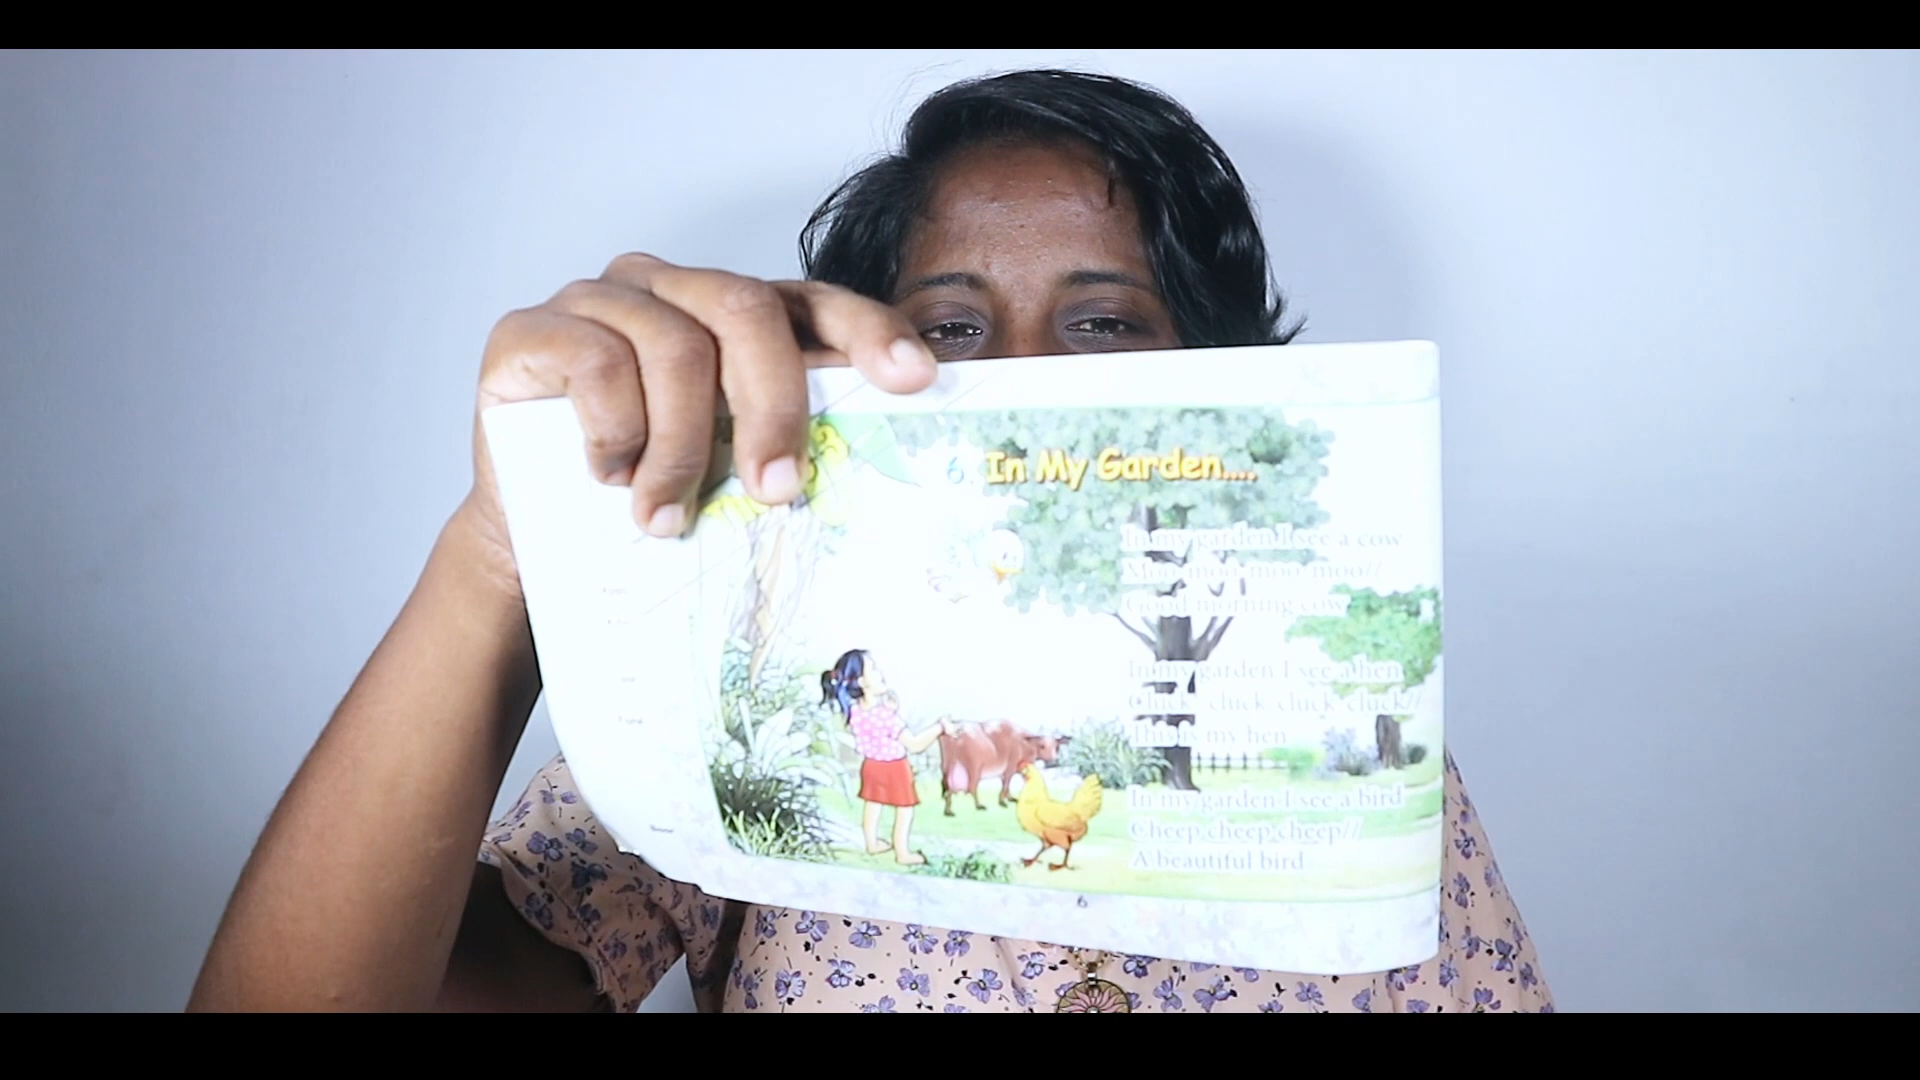 6. In My Garden....
In my garden I see a cow
Moo moo moo moo//
Good morning cow
In my garden I see a hen
Cluck cluck cluck cluck//
This is my hen
In my garden I see a bird
Cheep cheep cheep//
A beautiful bird
6